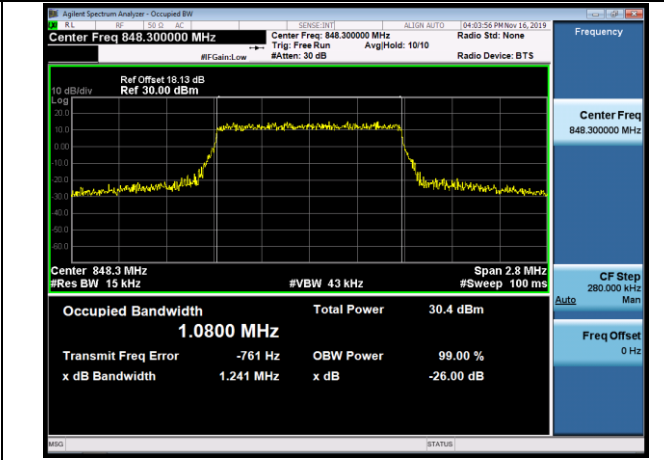 Agilent Spectrum Analyzer - Occupied BW
RL RF 50 Ω AC SENSE:INT ALIGN AUTO 04:03:56 PM Nov 16, 2019
Center Freq 848.300000 MHz
Center Freq: 848.300000 MHz
Radio Std: None
Trig: Free Run Avg|Hold: 10/10
#IFGain:Low #Atten: 30 dB Radio Device: BTS
Ref Offset 18.13 dB
10 dB/div Ref 30.00 dBm
Log
20.0
10.0
0.00
-10.0
-20.0
-30.0
-40.0
-50.0
-60.0
Center 848.3 MHz Span 2.8 MHz
#Res BW 15 kHz #VBW 43 kHz #Sweep 100 ms
Occupied Bandwidth Total Power 30.4 dBm
1.0800 MHz
Transmit Freq Error -761 Hz OBW Power 99.00 %
x dB Bandwidth 1.241 MHz x dB -26.00 dB
MSG STATUS
Frequency
Center Freq
848.300000 MHz
CF Step
280.000 kHz
Auto Man
Freq Offset
0 Hz